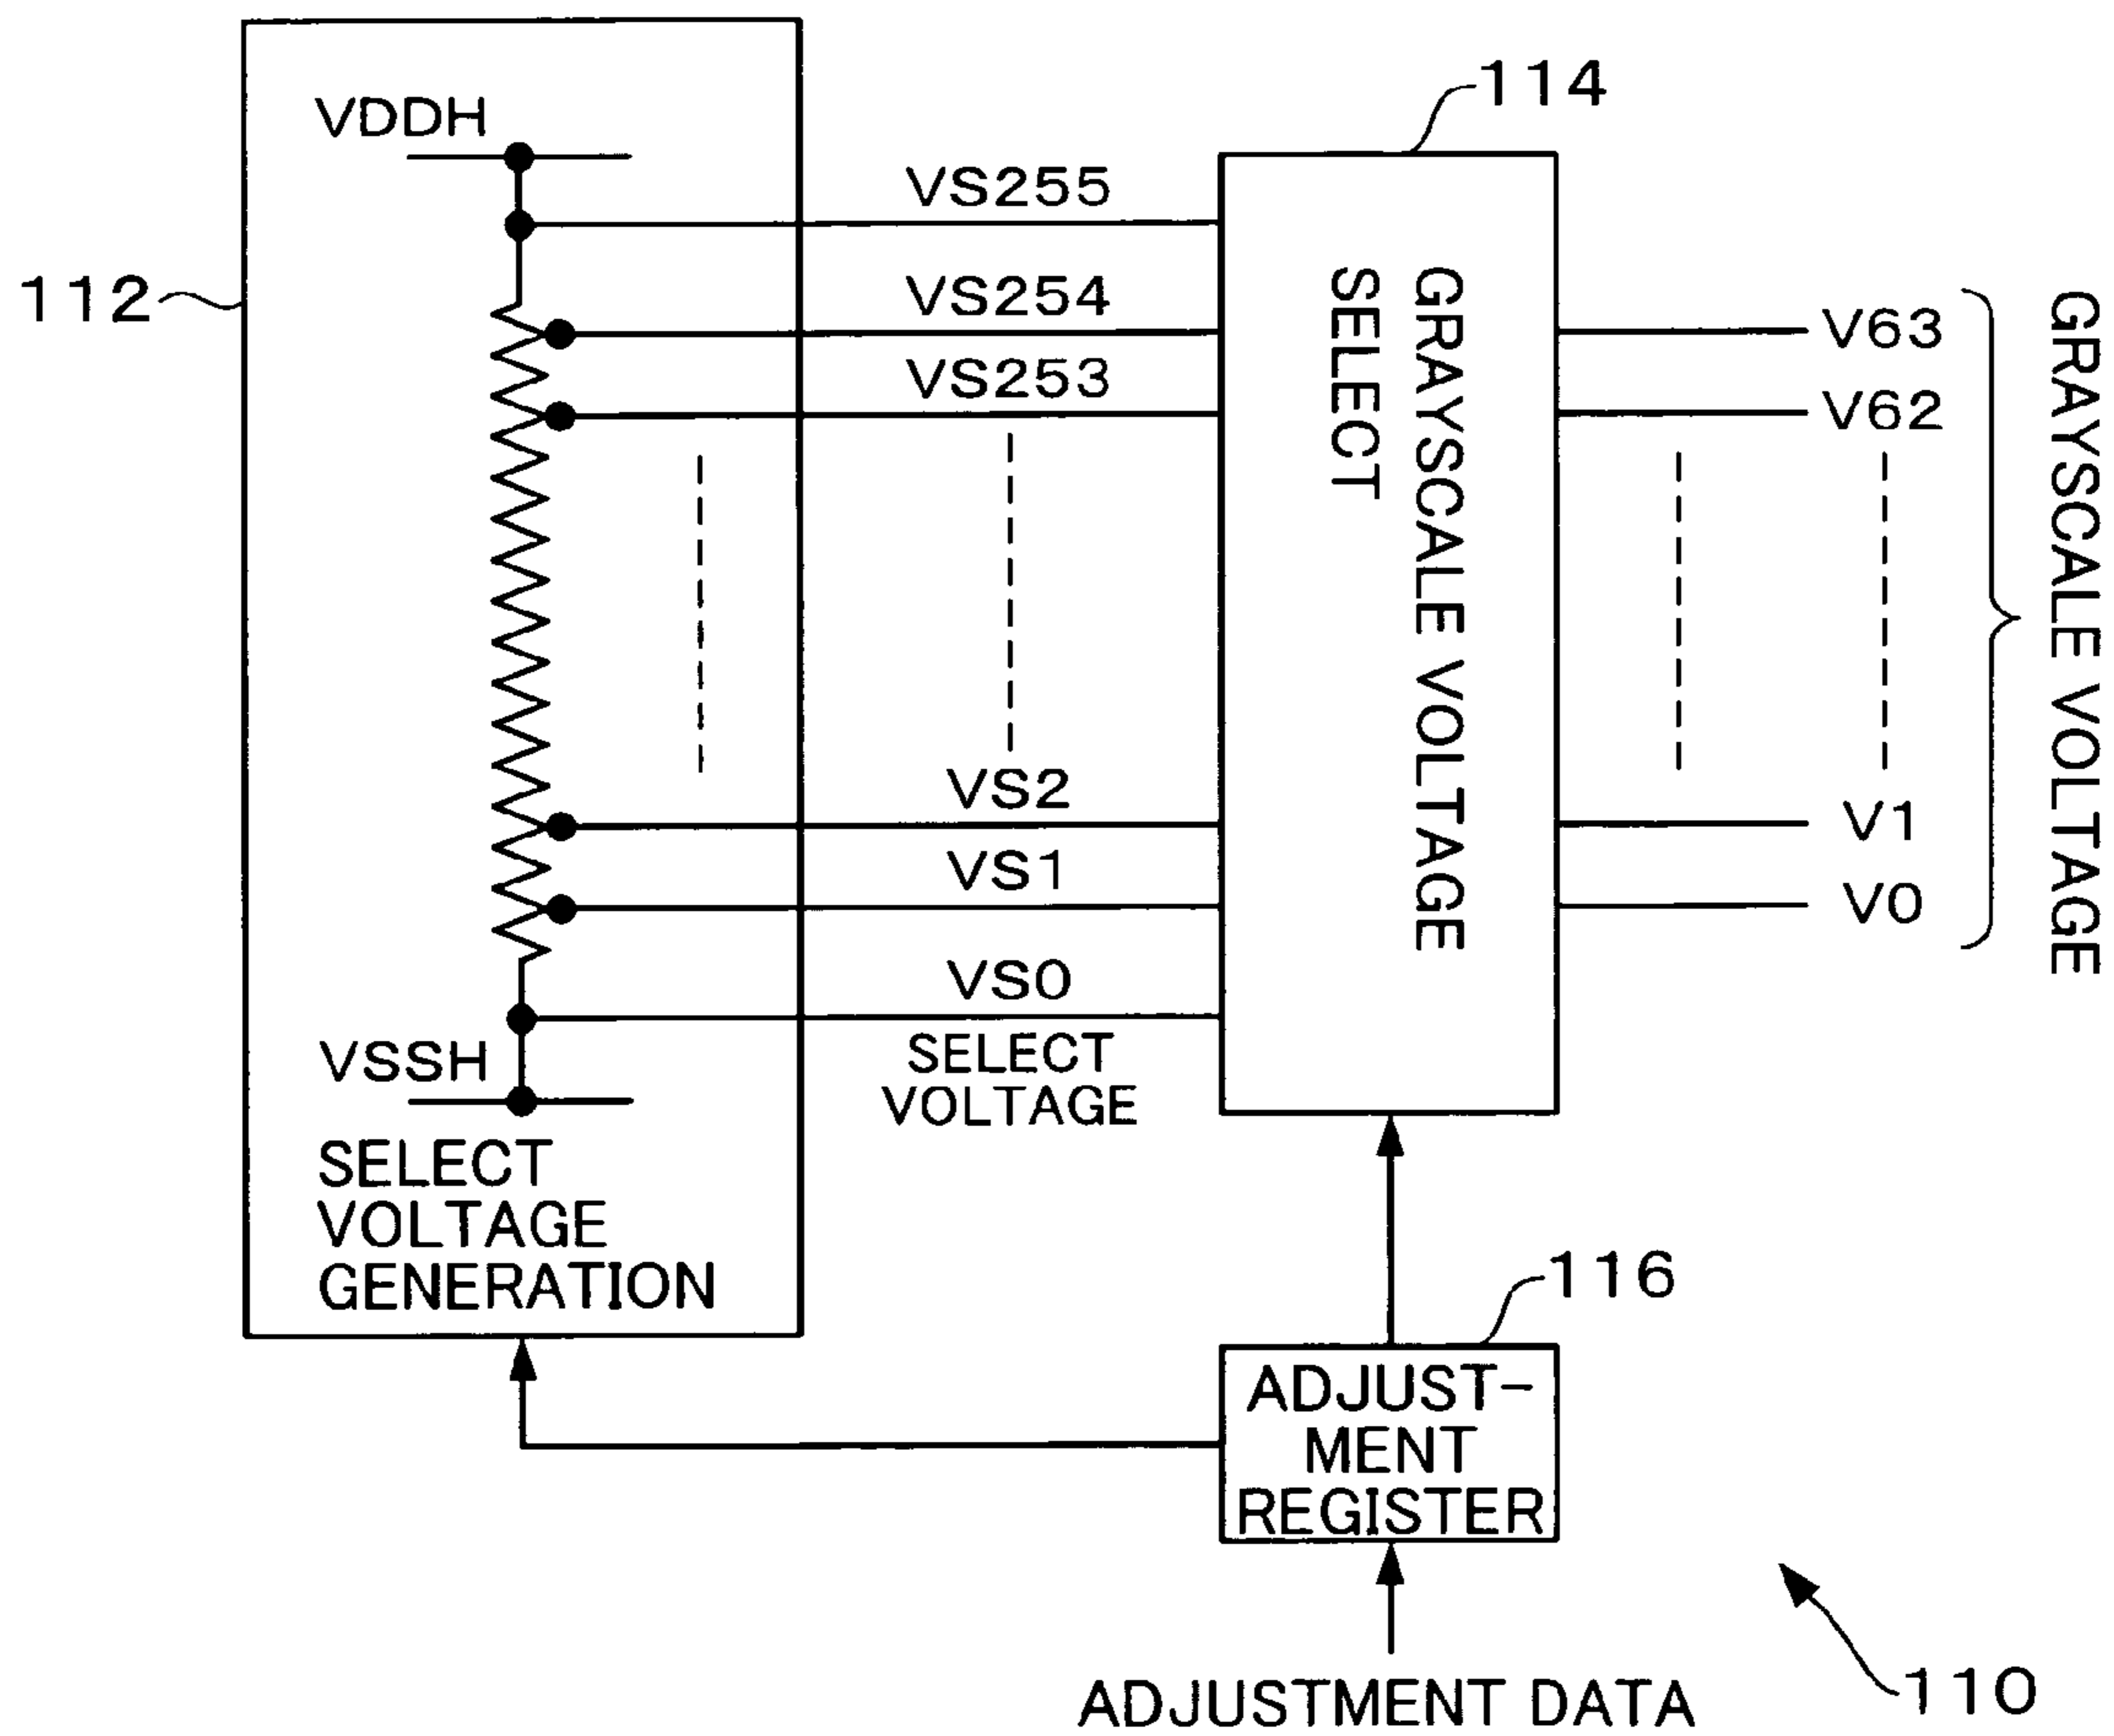 VDDH
112
VS255
VS254
VS253
VS2
VS1
VS0
SELECT
VOLTAGE
VSSH
SELECT
VOLTAGE
GENERATION
114
GRAYSCALE VOLTAGE
SELECT
V63
V62
V1
V0
GRAYSCALE VOLTAGE
116
ADJUST-
MENT
REGISTER
ADJUSTMENT DATA
110